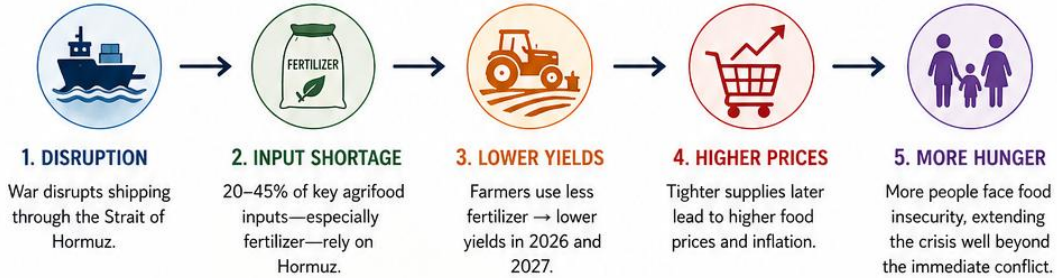 FERTILIZER
1. DISRUPTION
War disrupts shipping
through the Strait of
Hormuz.
2. INPUT SHORTAGE
20–45% of key agrifood
inputs—especially
fertilizer—rely on
Hormuz.
3. LOWER YIELDS
Farmers use less
fertilizer → lower
yields in 2026 and
2027.
4. HIGHER PRICES
Tighter supplies later
lead to higher food
prices and inflation.
5. MORE HUNGER
More people face food
insecurity, extending
the crisis well beyond
the immediate conflict.